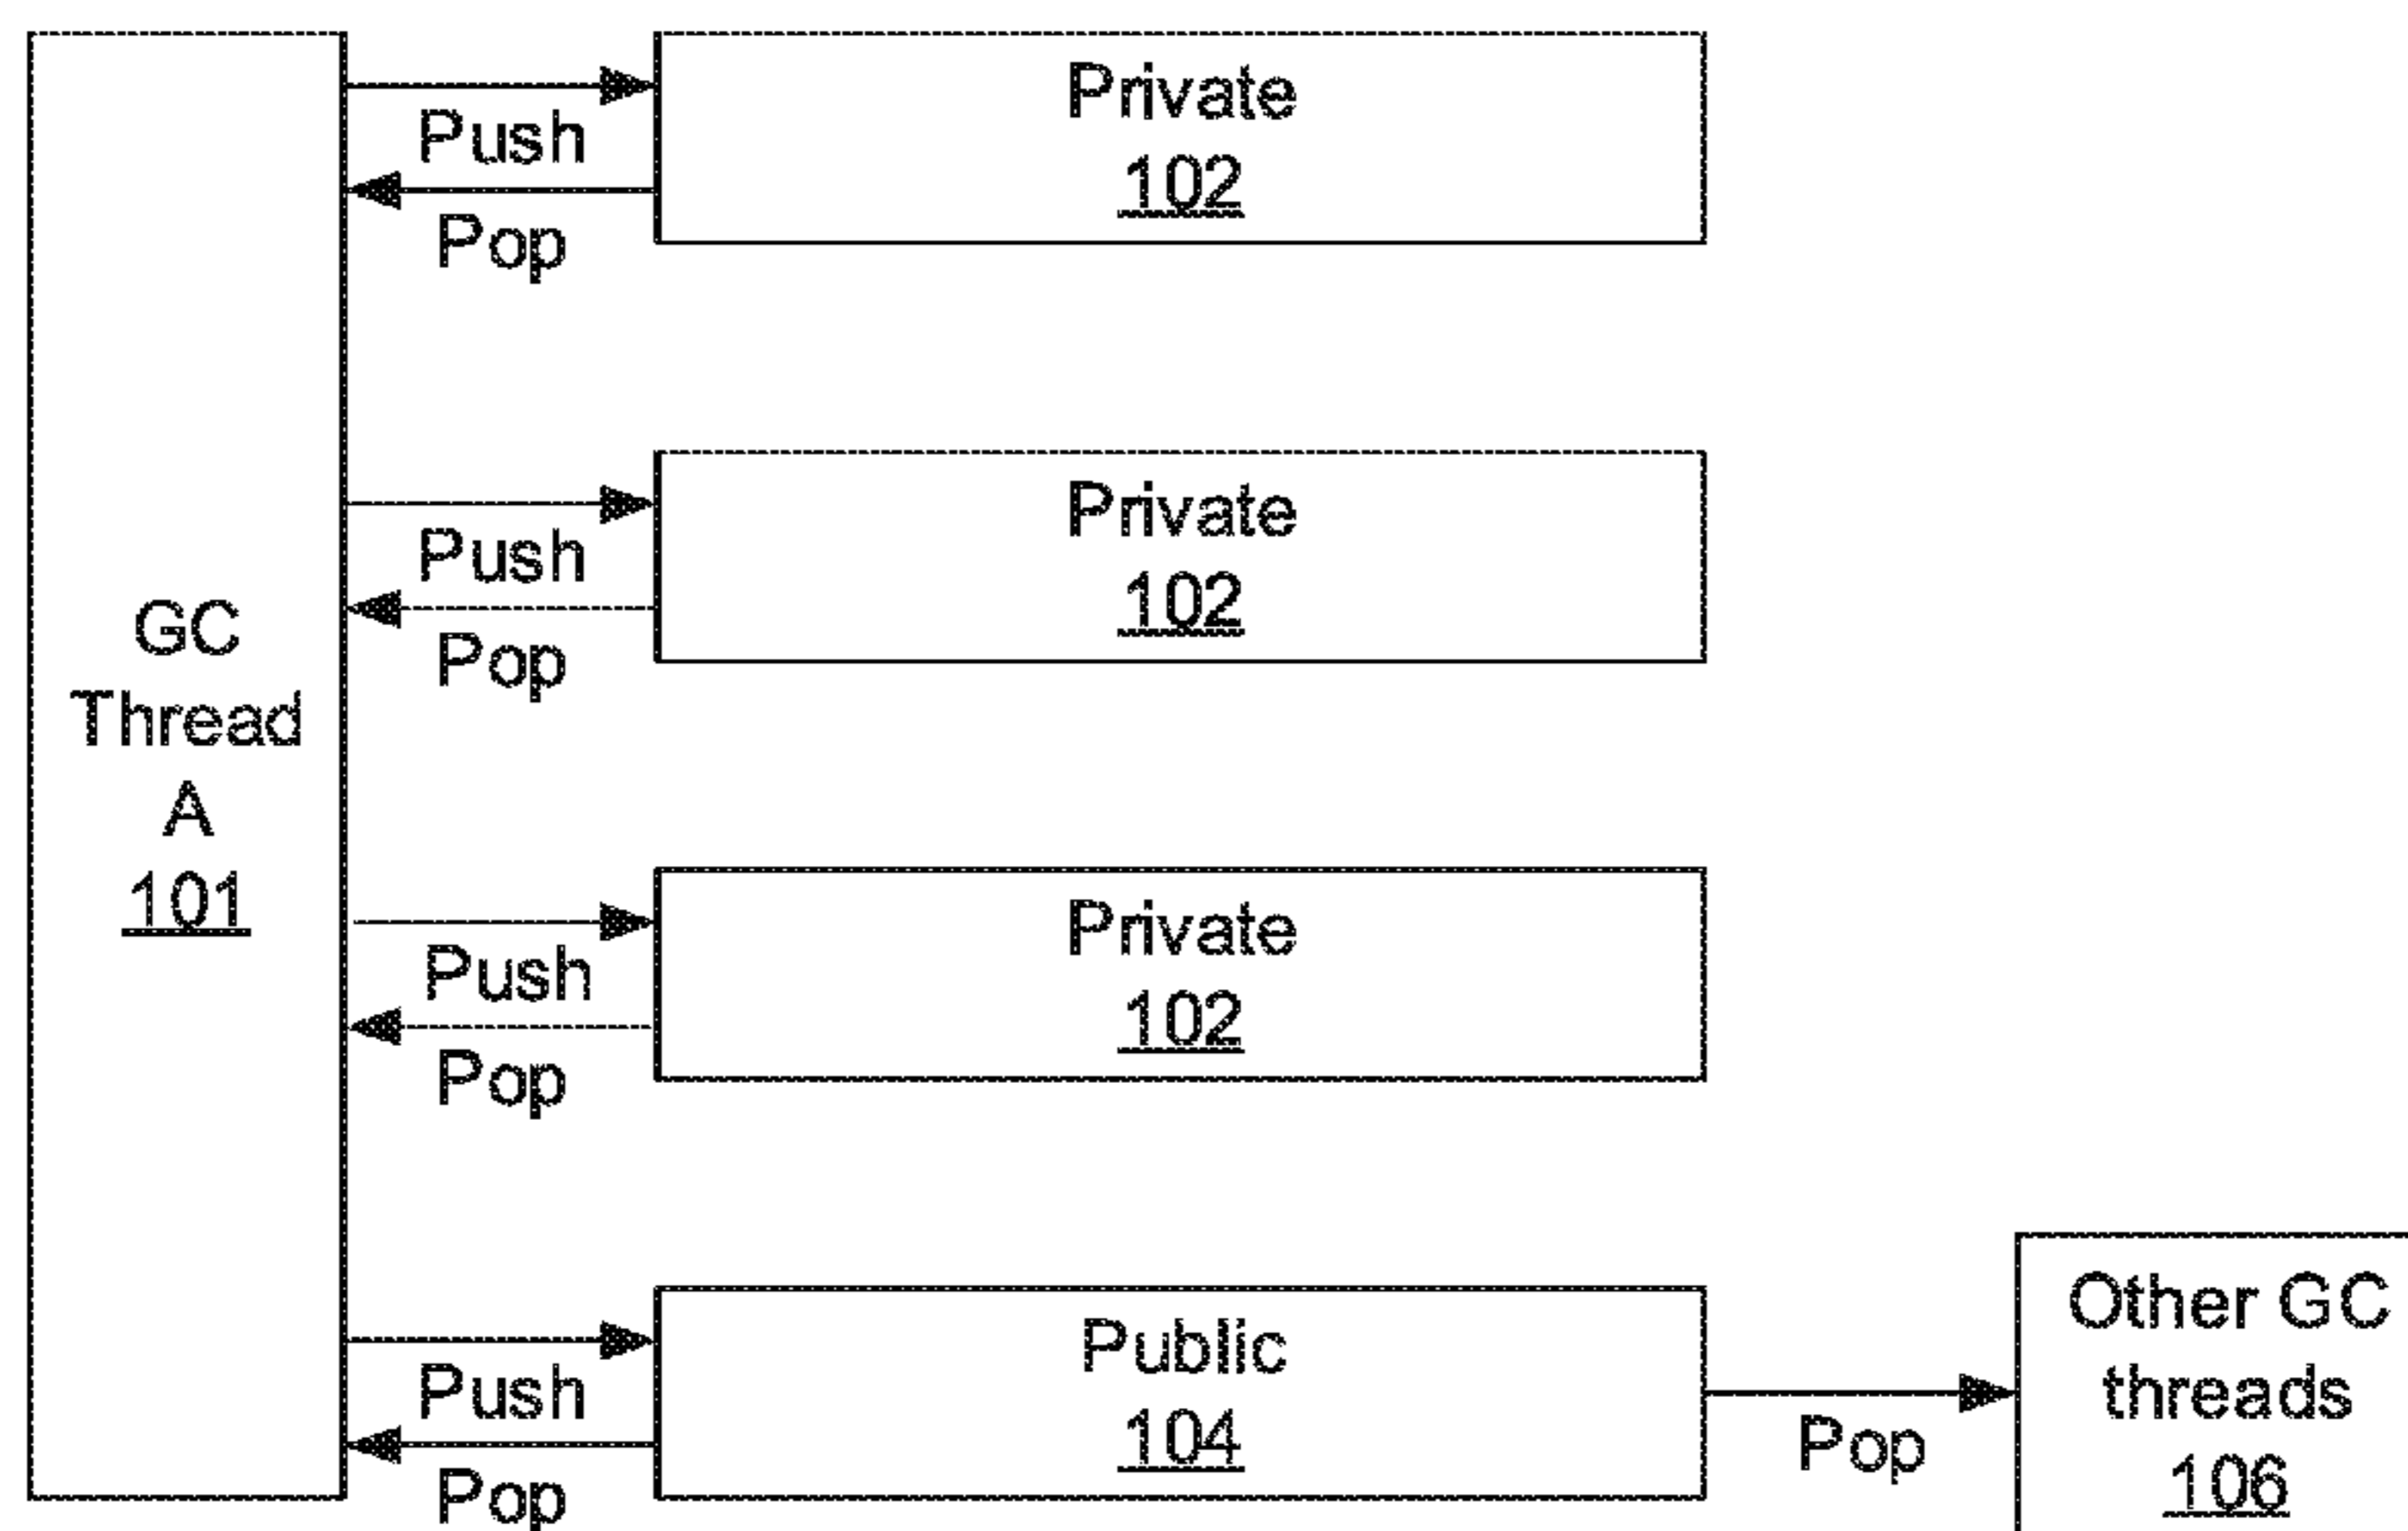 GC
Thread
A
101
Push
Pop
Private
102
Push
Pop
Private
102
Push
Pop
Private
102
Push
Pop
Public
104
Pop
Other GC
threads
106